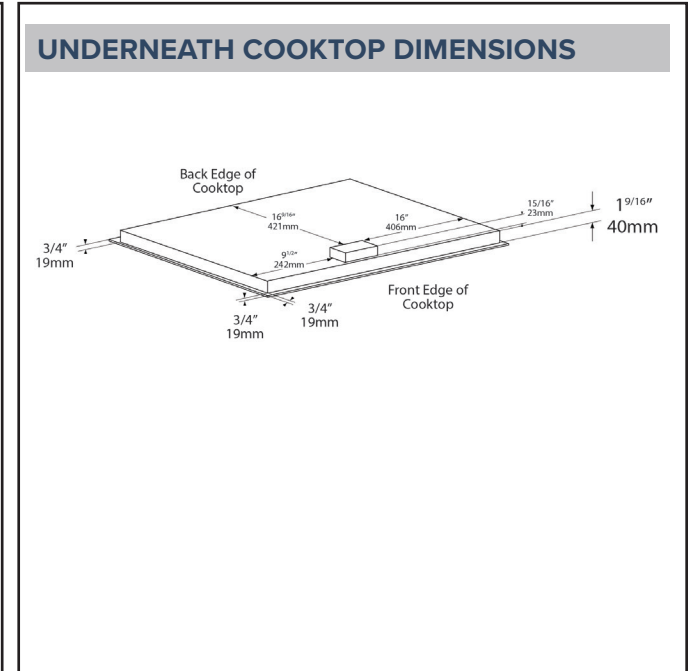 UNDERNEATH COOKTOP DIMENSIONS
Back Edge of
Cooktop
16 9/16"
421mm
16"
406mm
15/16"
23mm
1 9/16"
40mm
3/4"
19mm
9 1/2"
242mm
Front Edge of
Cooktop
3/4"
19mm
3/4"
19mm